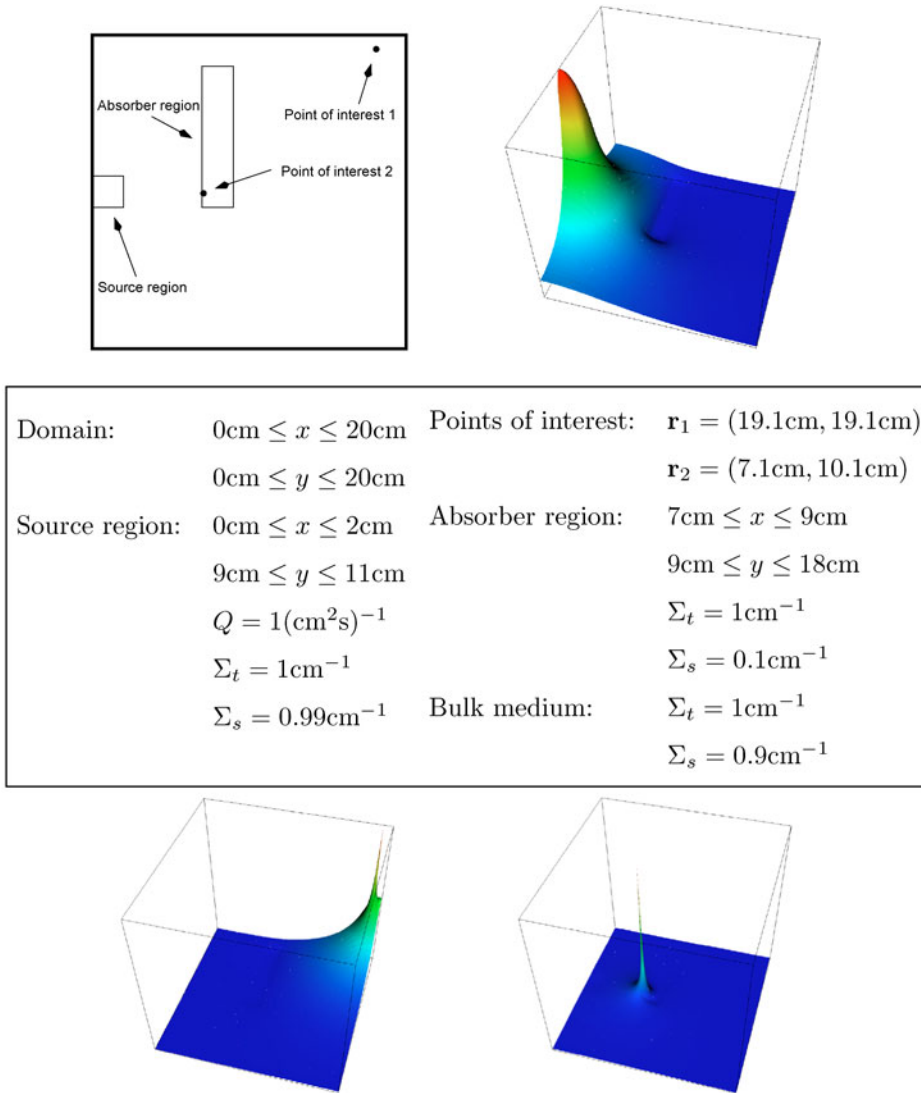 Absorber region
Point of interest 1
Point of interest 2
Source region
Domain: 0cm ≤ x ≤ 20cm
0cm ≤ y ≤ 20cm
Source region: 0cm ≤ x ≤ 2cm
9cm ≤ y ≤ 11cm
Q = 1(cm²s)⁻¹
Σₜ = 1cm⁻¹
Σₛ = 0.99cm⁻¹
Points of interest: r₁ = (19.1cm, 19.1cm)
r₂ = (7.1cm, 10.1cm)
Absorber region: 7cm ≤ x ≤ 9cm
9cm ≤ y ≤ 18cm
Σₜ = 1cm⁻¹
Σₛ = 0.1cm⁻¹
Bulk medium: Σₜ = 1cm⁻¹
Σₛ = 0.9cm⁻¹